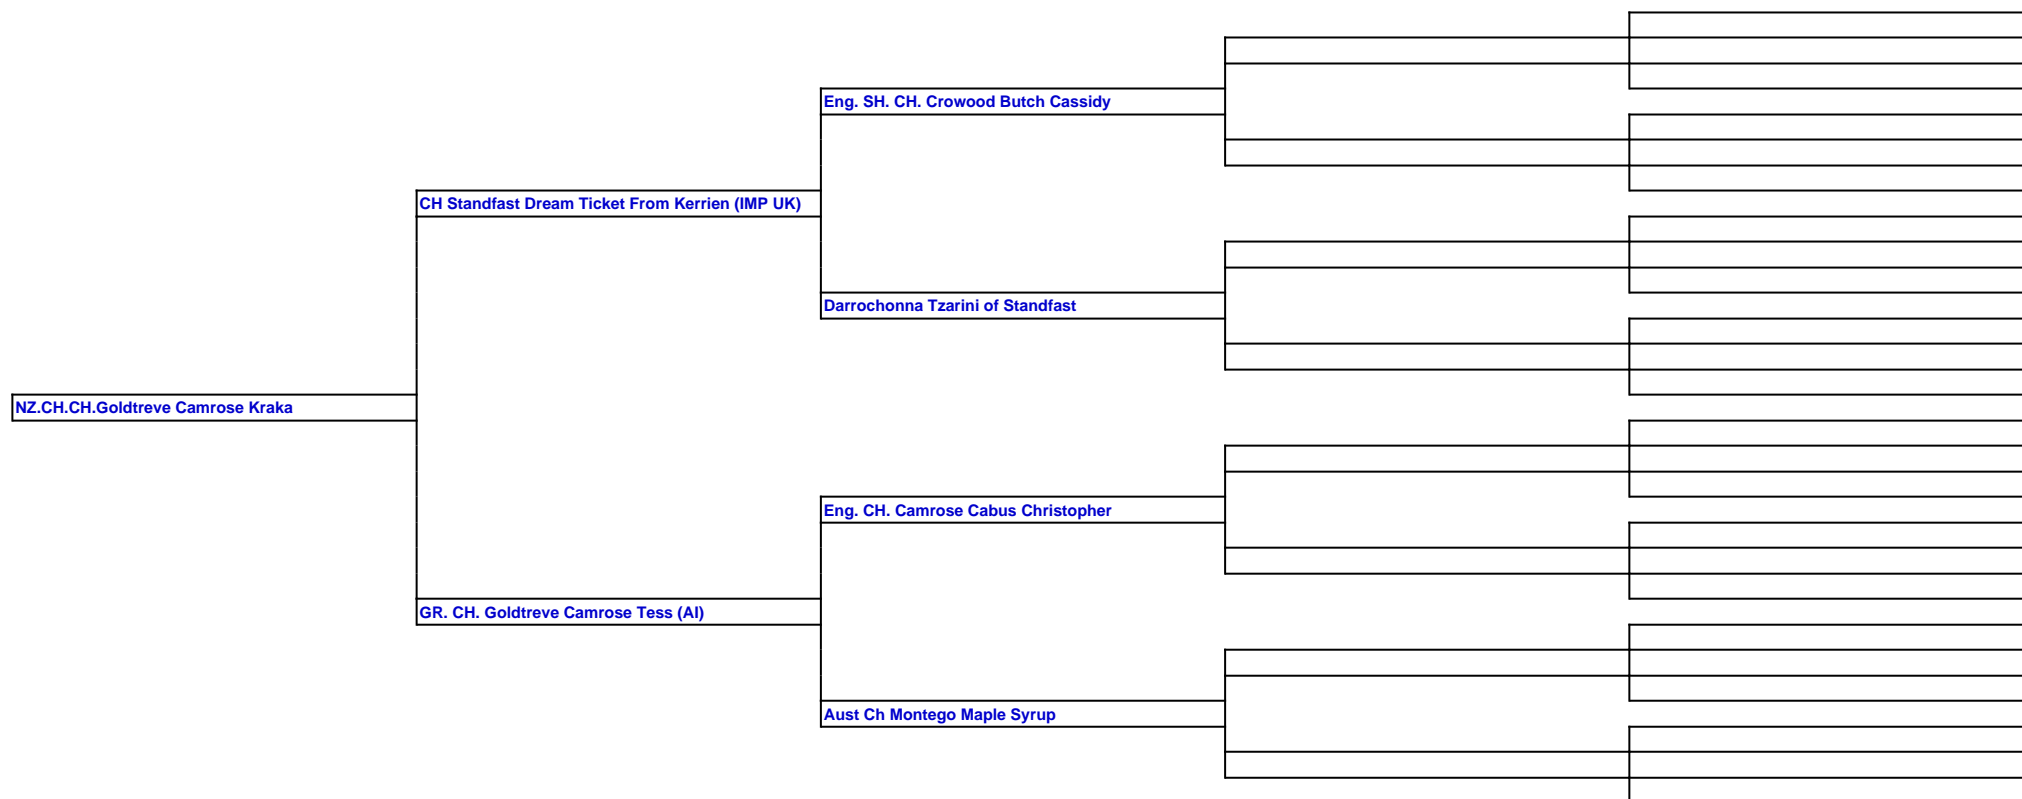 Eng. SH. CH. Crowood Butch Cassidy
CH Standfast Dream Ticket From Kerrien (IMP UK)
Darrochonna Tzarini of Standfast
NZ.CH.CH.Goldtreve Camrose Kraka
Eng. CH. Camrose Cabus Christopher
GR. CH. Goldtreve Camrose Tess (AI)
Aust Ch Montego Maple Syrup